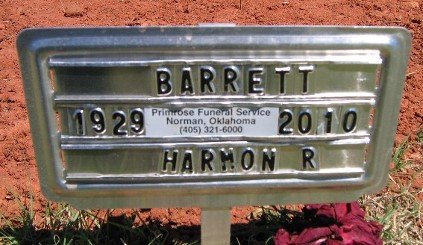 BARRETT
1929 Primrose Funeral Service 2010
Norman, Oklahoma
(405) 321-6000
HARMON R